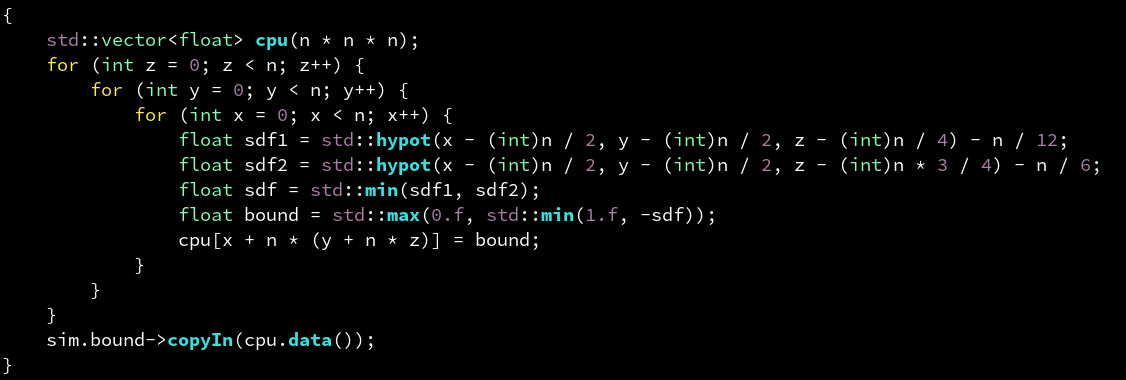 {
    std::vector<float> cpu(n * n * n);
    for (int z = 0; z < n; z++) {
        for (int y = 0; y < n; y++) {
            for (int x = 0; x < n; x++) {
                float sdf1 = std::hypot(x - (int)n / 2, y - (int)n / 2, z - (int)n / 4) - n / 12;
                float sdf2 = std::hypot(x - (int)n / 2, y - (int)n / 2, z - (int)n * 3 / 4) - n / 6;
                float sdf = std::min(sdf1, sdf2);
                float bound = std::max(0.f, std::min(1.f, -sdf));
                cpu[x + n * (y + n * z)] = bound;
            }
        }
    }
    sim.bound->copyIn(cpu.data());
}